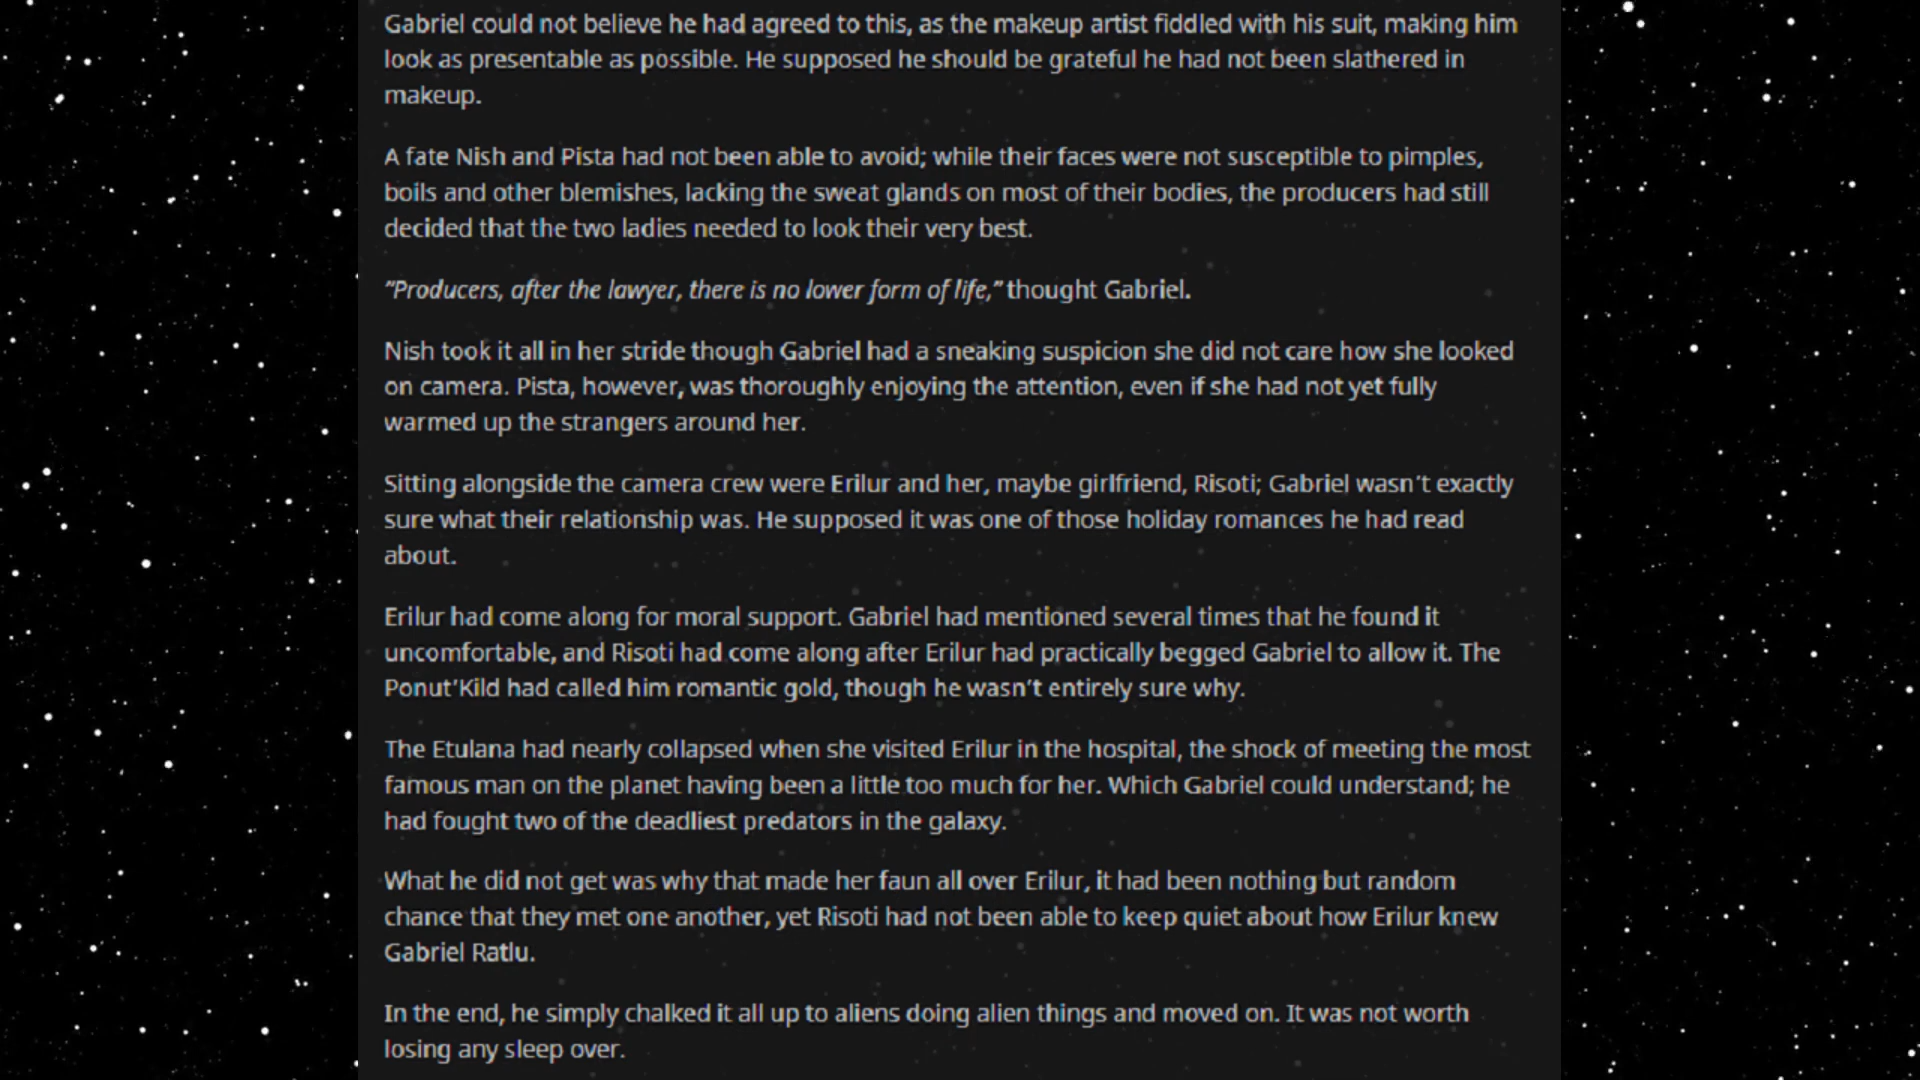 Gabriel could not believe he had agreed to this, as the makeup artist fiddled with his suit, making him
look as presentable as possible. He supposed he should be grateful he had not been slathered in
makeup.
A fate Nish and Pista had not been able to avoid; while their faces were not susceptible to pimples,
boils and other blemishes, lacking the sweat glands on most of their bodies, the producers had still
decided that the two ladies needed to look their very best.
“Producers, after the lawyer, there is no lower form of life,” thought Gabriel.
Nish took it all in her stride though Gabriel had a sneaking suspicion she did not care how she looked
on camera. Pista, however, was thoroughly enjoying the attention, even if she had not yet fully
warmed up the strangers around her.
Sitting alongside the camera crew were Erilur and her, maybe girlfriend, Risoti; Gabriel wasn’t exactly
sure what their relationship was. He supposed it was one of those holiday romances he had read
about.
Erilur had come along for moral support. Gabriel had mentioned several times that he found it
uncomfortable, and Risoti had come along after Erilur had practically begged Gabriel to allow it. The
Ponut’Kild had called him romantic gold, though he wasn’t entirely sure why.
The Etulana had nearly collapsed when she visited Erilur in the hospital, the shock of meeting the most
famous man on the planet having been a little too much for her. Which Gabriel could understand; he
had fought two of the deadliest predators in the galaxy.
What he did not get was why that made her faun all over Erilur, it had been nothing but random
chance that they met one another, yet Risoti had not been able to keep quiet about how Erilur knew
Gabriel Ratlu.
In the end, he simply chalked it all up to aliens doing alien things and moved on. It was not worth
losing any sleep over.